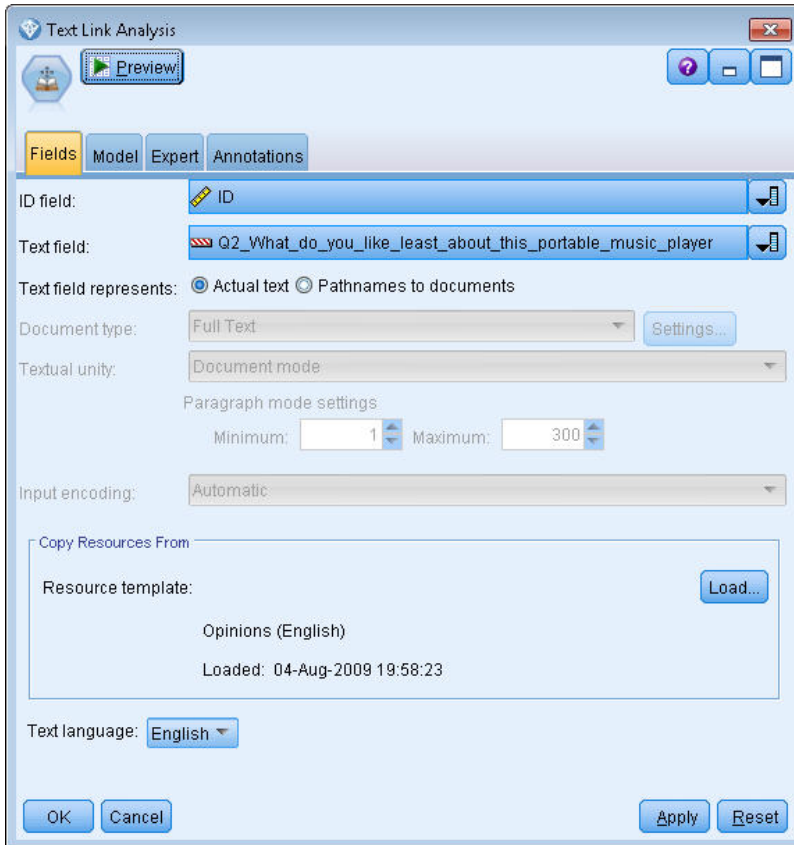 Text Link Analysis
Preview
Fields Model Expert Annotations
ID field: ID
Text field: Q2_What_do_you_like_least_about_this_portable_music_player
Text field represents: Actual text Pathnames to documents
Document type: Full Text Settings...
Textual unity: Document mode
Paragraph mode settings
Minimum: 1 Maximum: 300
Input encoding: Automatic
Copy Resources From
Resource template: Load...
Opinions (English)
Loaded: 04-Aug-2009 19:58:23
Text language: English
OK Cancel Apply Reset